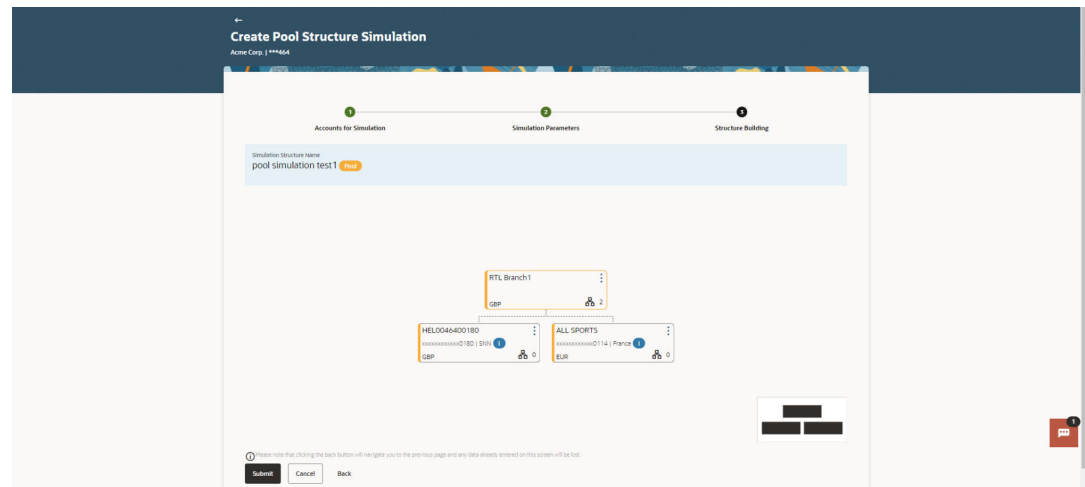 ←
Create Pool Structure Simulation
Acme Corp. | ***464
1
2
3
Accounts for Simulation
Simulation Parameters
Structure Building
Simulation Structure Name
pool simulation test1 Pool
RTL Branch1
GBP 2
HEL0046400180
xxxxxxxxxxxx0180 | SNN I
GBP 0
ALL SPORTS
xxxxxxxxxxxx0114 | France I
EUR 0
1
Please note that clicking the back button will navigate you to the previous page and any data already entered on this screen will be lost.
Submit Cancel Back